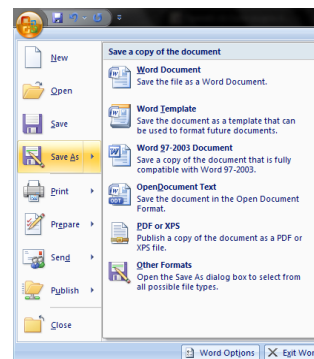 New
Open
Save
Save As
Print
Prepare
Send
Publish
Close
Save a copy of the document
Word Document
Save the file as a Word Document.
Word Template
Save the document as a template that can
be used to format future documents.
Word 97-2003 Document
Save a copy of the document that is fully
compatible with Word 97-2003.
OpenDocument Text
Save the document in the Open Document
Format.
PDF or XPS
Publish a copy of the document as a PDF or
XPS file.
Other Formats
Open the Save As dialog box to select from
all possible file types.
Word Options
Exit Wor